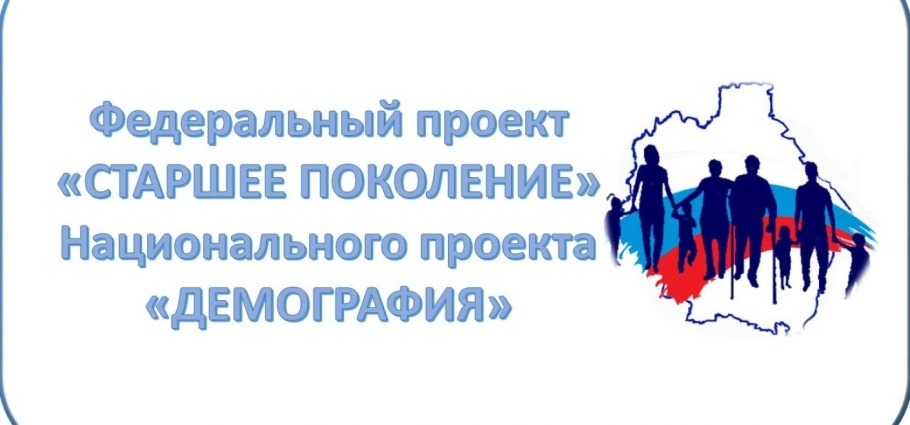 Федеральный проект
«СТАРШЕЕ ПОКОЛЕНИЕ»
Национального проекта
«ДЕМОГРАФИЯ»